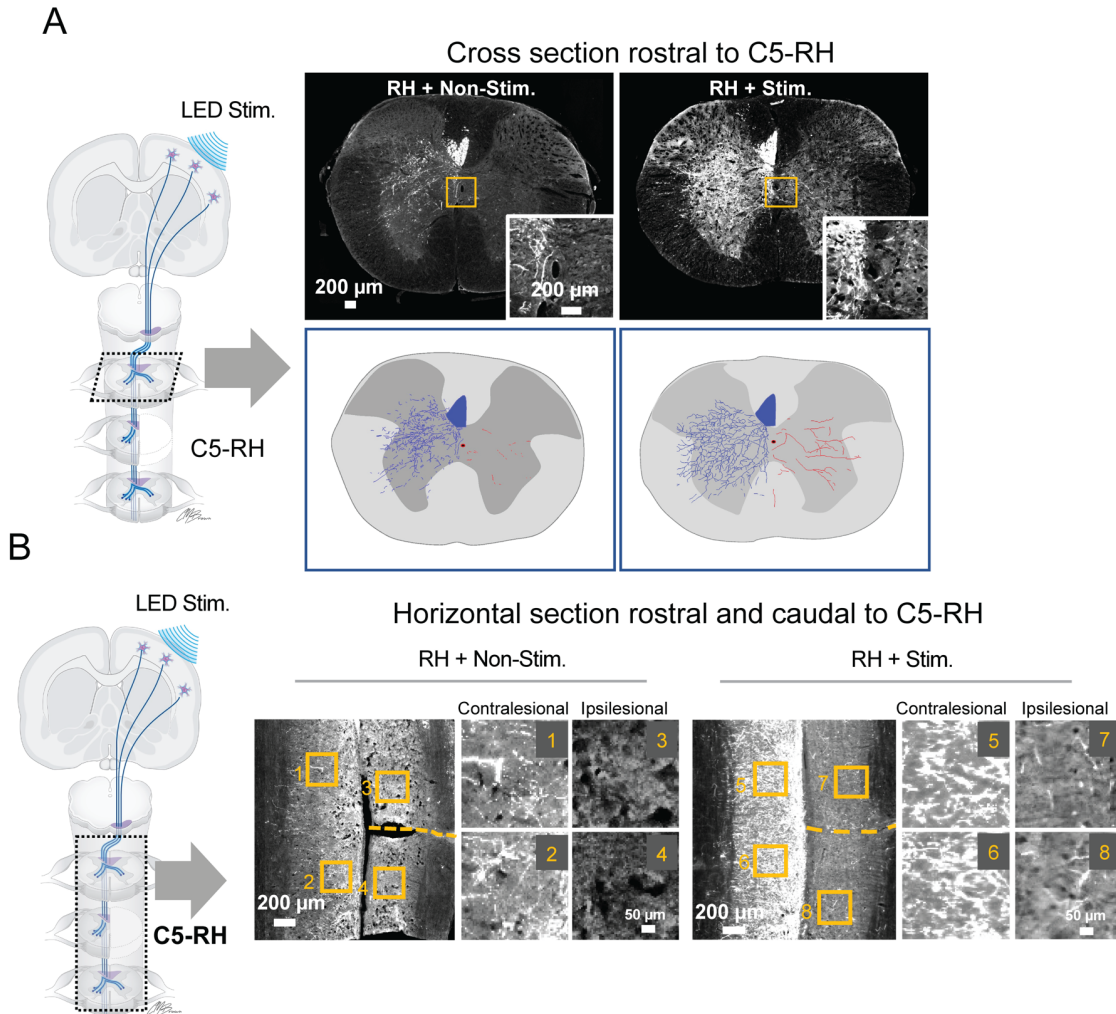 A
Cross section rostral to C5-RH
LED Stim.
RH + Non-Stim.
RH + Stim.
200 µm
200 µm
C5-RH
B
LED Stim.
Horizontal section rostral and caudal to C5-RH
RH + Non-Stim.
RH + Stim.
Contralesional
Ipsilesional
Contralesional
Ipsilesional
1
3
1
3
5
7
5
7
2
4
2
4
6
8
6
8
200 µm
50 µm
200 µm
50 µm
C5-RH